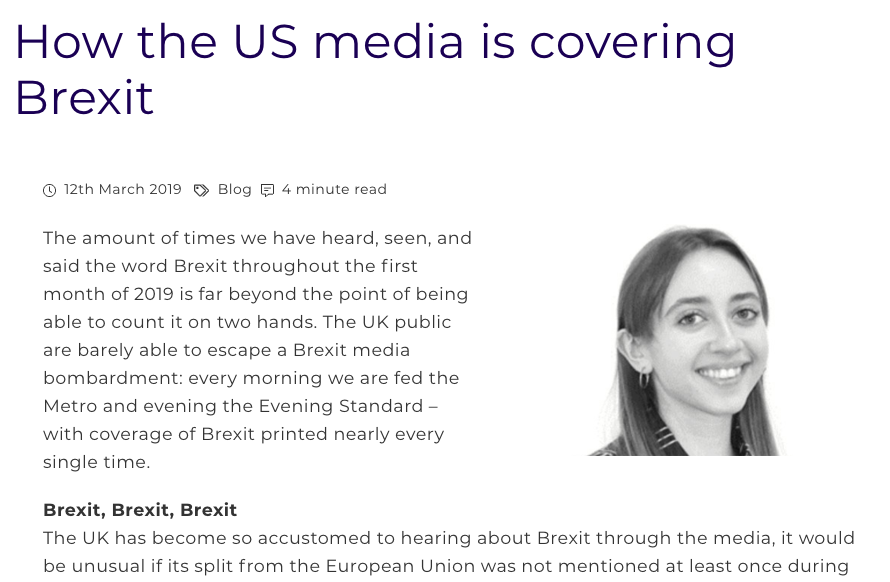 How the US media is covering
Brexit
12th March 2019 Blog 4 minute read
The amount of times we have heard, seen, and
said the word Brexit throughout the first
month of 2019 is far beyond the point of being
able to count it on two hands. The UK public
are barely able to escape a Brexit media
bombardment: every morning we are fed the
Metro and evening the Evening Standard –
with coverage of Brexit printed nearly every
single time.
Brexit, Brexit, Brexit
The UK has become so accustomed to hearing about Brexit through the media, it would
be unusual if its split from the European Union was not mentioned at least once during